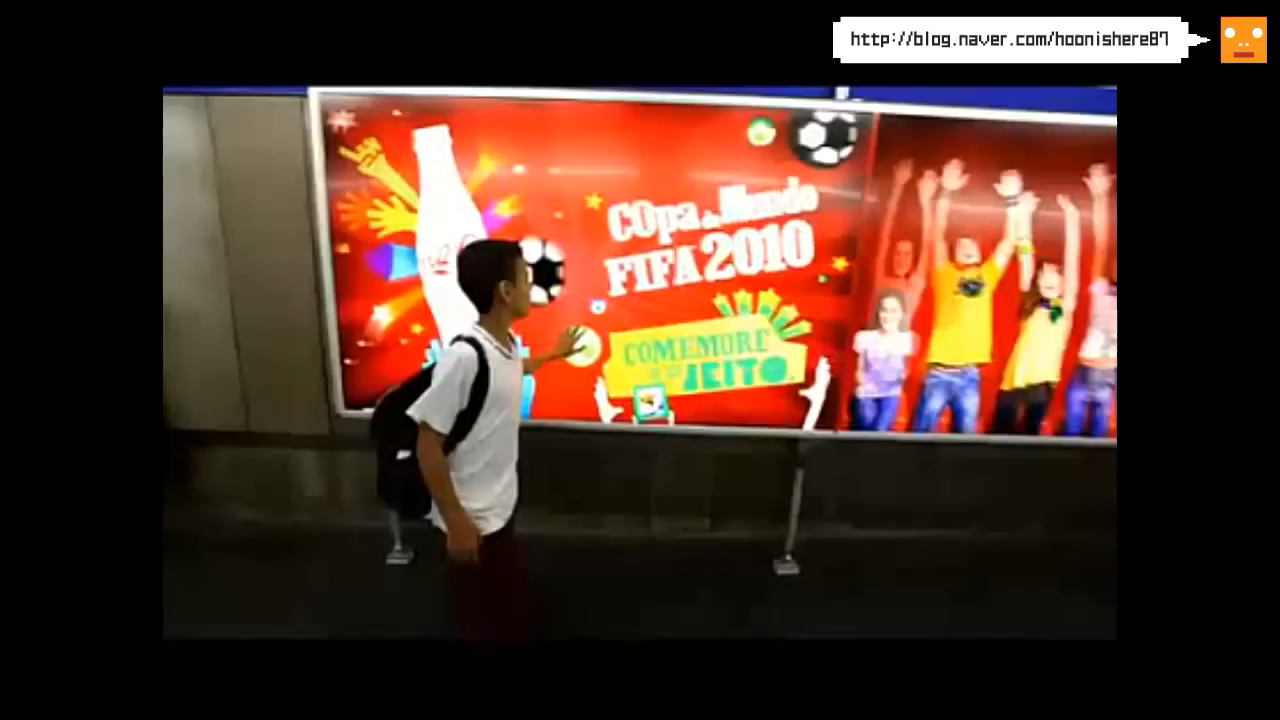 http://blog.naver.com/hoonishere87
COpa do Mundo
FIFA 2010
COMEMORE
JEITO